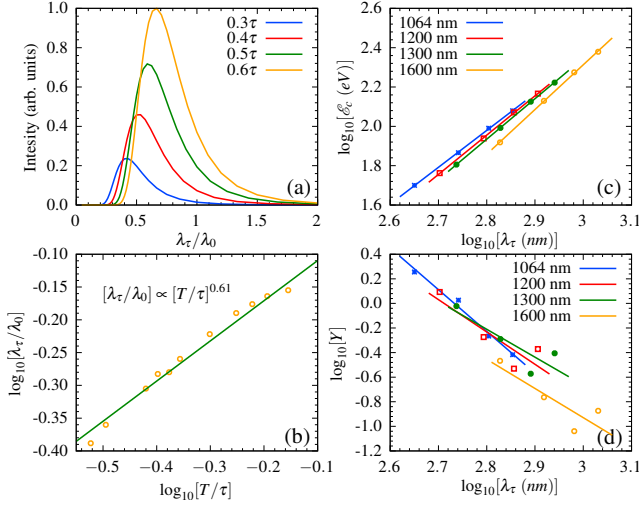 Intesity (arb. units)
1.0
0.8
0.6
0.4
0.2
0.0
0.3τ
0.4τ
0.5τ
0.6τ
(a)
0 0.5 1 1.5 2
λτ/λ0
log10[ℰc (eV)]
2.6
2.4
2.2
2.0
1.8
1.6
1064 nm
1200 nm
1300 nm
1600 nm
(c)
2.6 2.7 2.8 2.9 3 3.1
log10[λτ (nm)]
log10[λτ/λ0]
-0.10
-0.15
-0.20
-0.25
-0.30
-0.35
-0.40
[λτ/λ0] ∝ [T/τ]^0.61
(b)
-0.5 -0.4 -0.3 -0.2 -0.1
log10[T/τ]
log10[Y]
0.4
0.2
-0.0
-0.2
-0.4
-0.6
-0.8
-1.0
-1.2
1064 nm
1200 nm
1300 nm
1600 nm
(d)
2.6 2.7 2.8 2.9 3 3.1
log10[λτ (nm)]